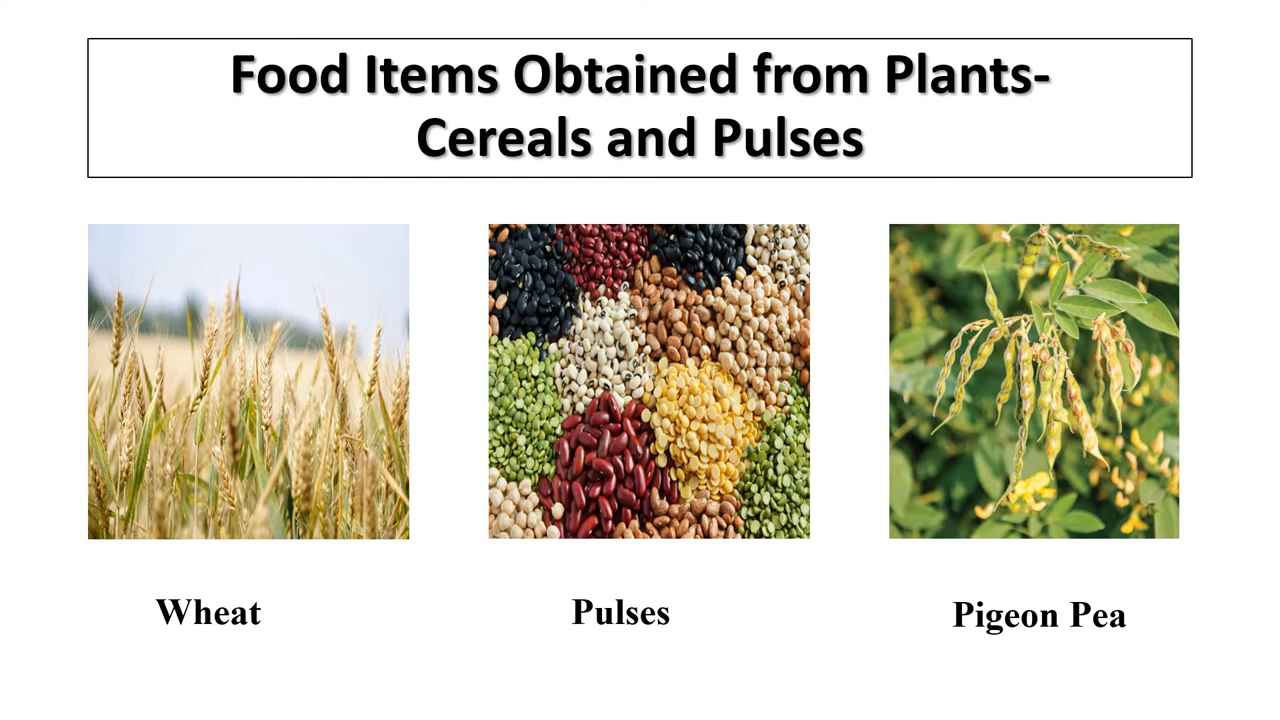 Food Items Obtained from Plants-
Cereals and Pulses
Wheat
Pulses
Pigeon Pea